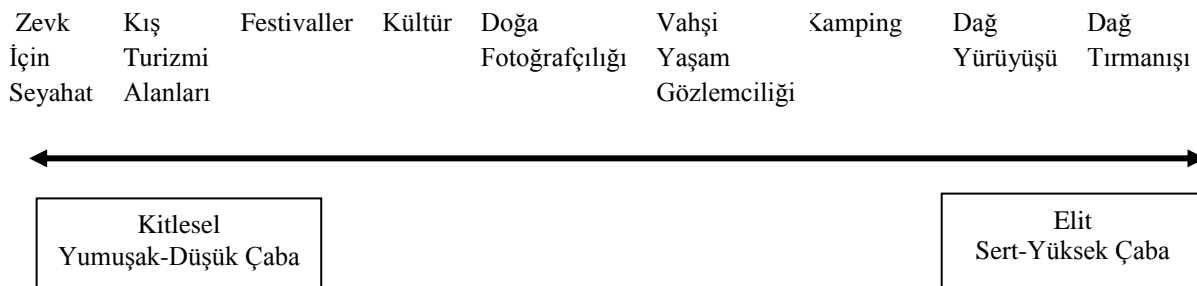 Zevk Kış Festivaller Kültür Doğa Vahşi Kamping Dağ Dağ
İçin Turizmi Fotoğrafçılığı Yaşam Yürüyüşü Tırmanışı
Seyahat Alanları Gözlemciliği
Kitlesel
Yumuşak-Düşük Çaba
Elit
Sert-Yüksek Çaba